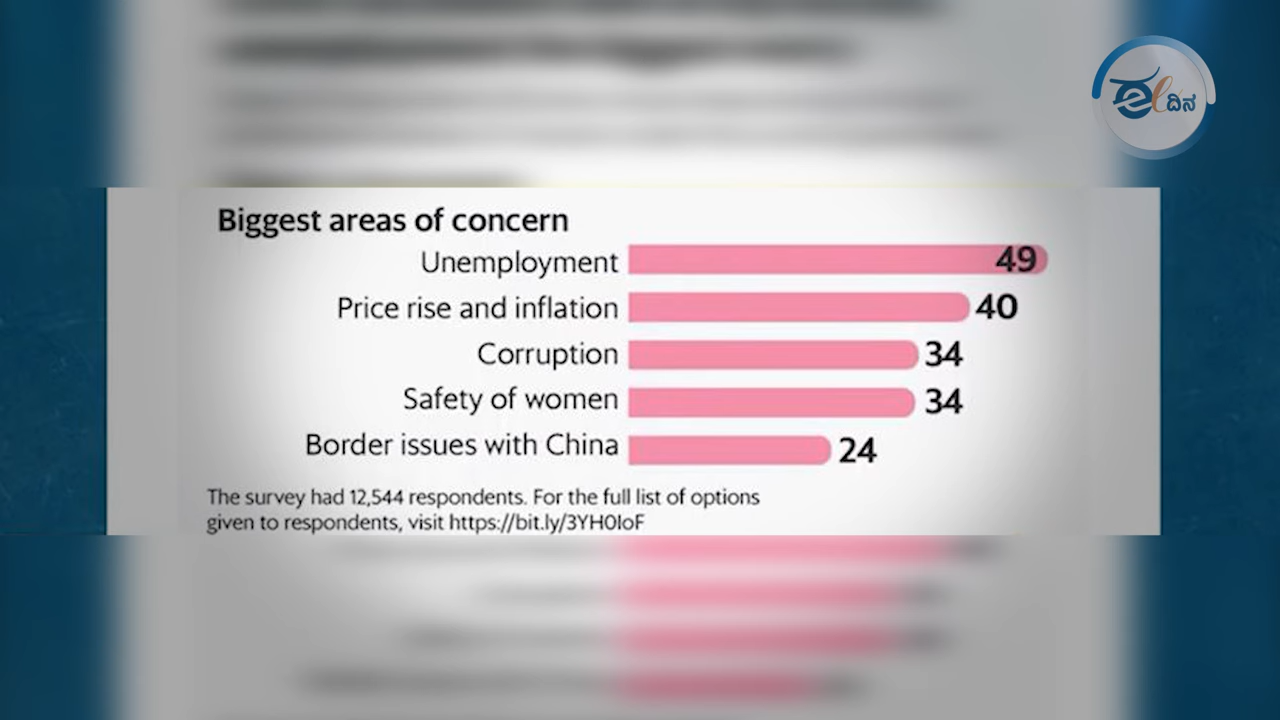 ಈ
el ದಿನ
Biggest areas of concern
Unemployment 49
Price rise and inflation 40
Corruption 34
Safety of women 34
Border issues with China 24
The survey had 12,544 respondents. For the full list of options
given to respondents, visit https://bit.ly/3YH0IoF